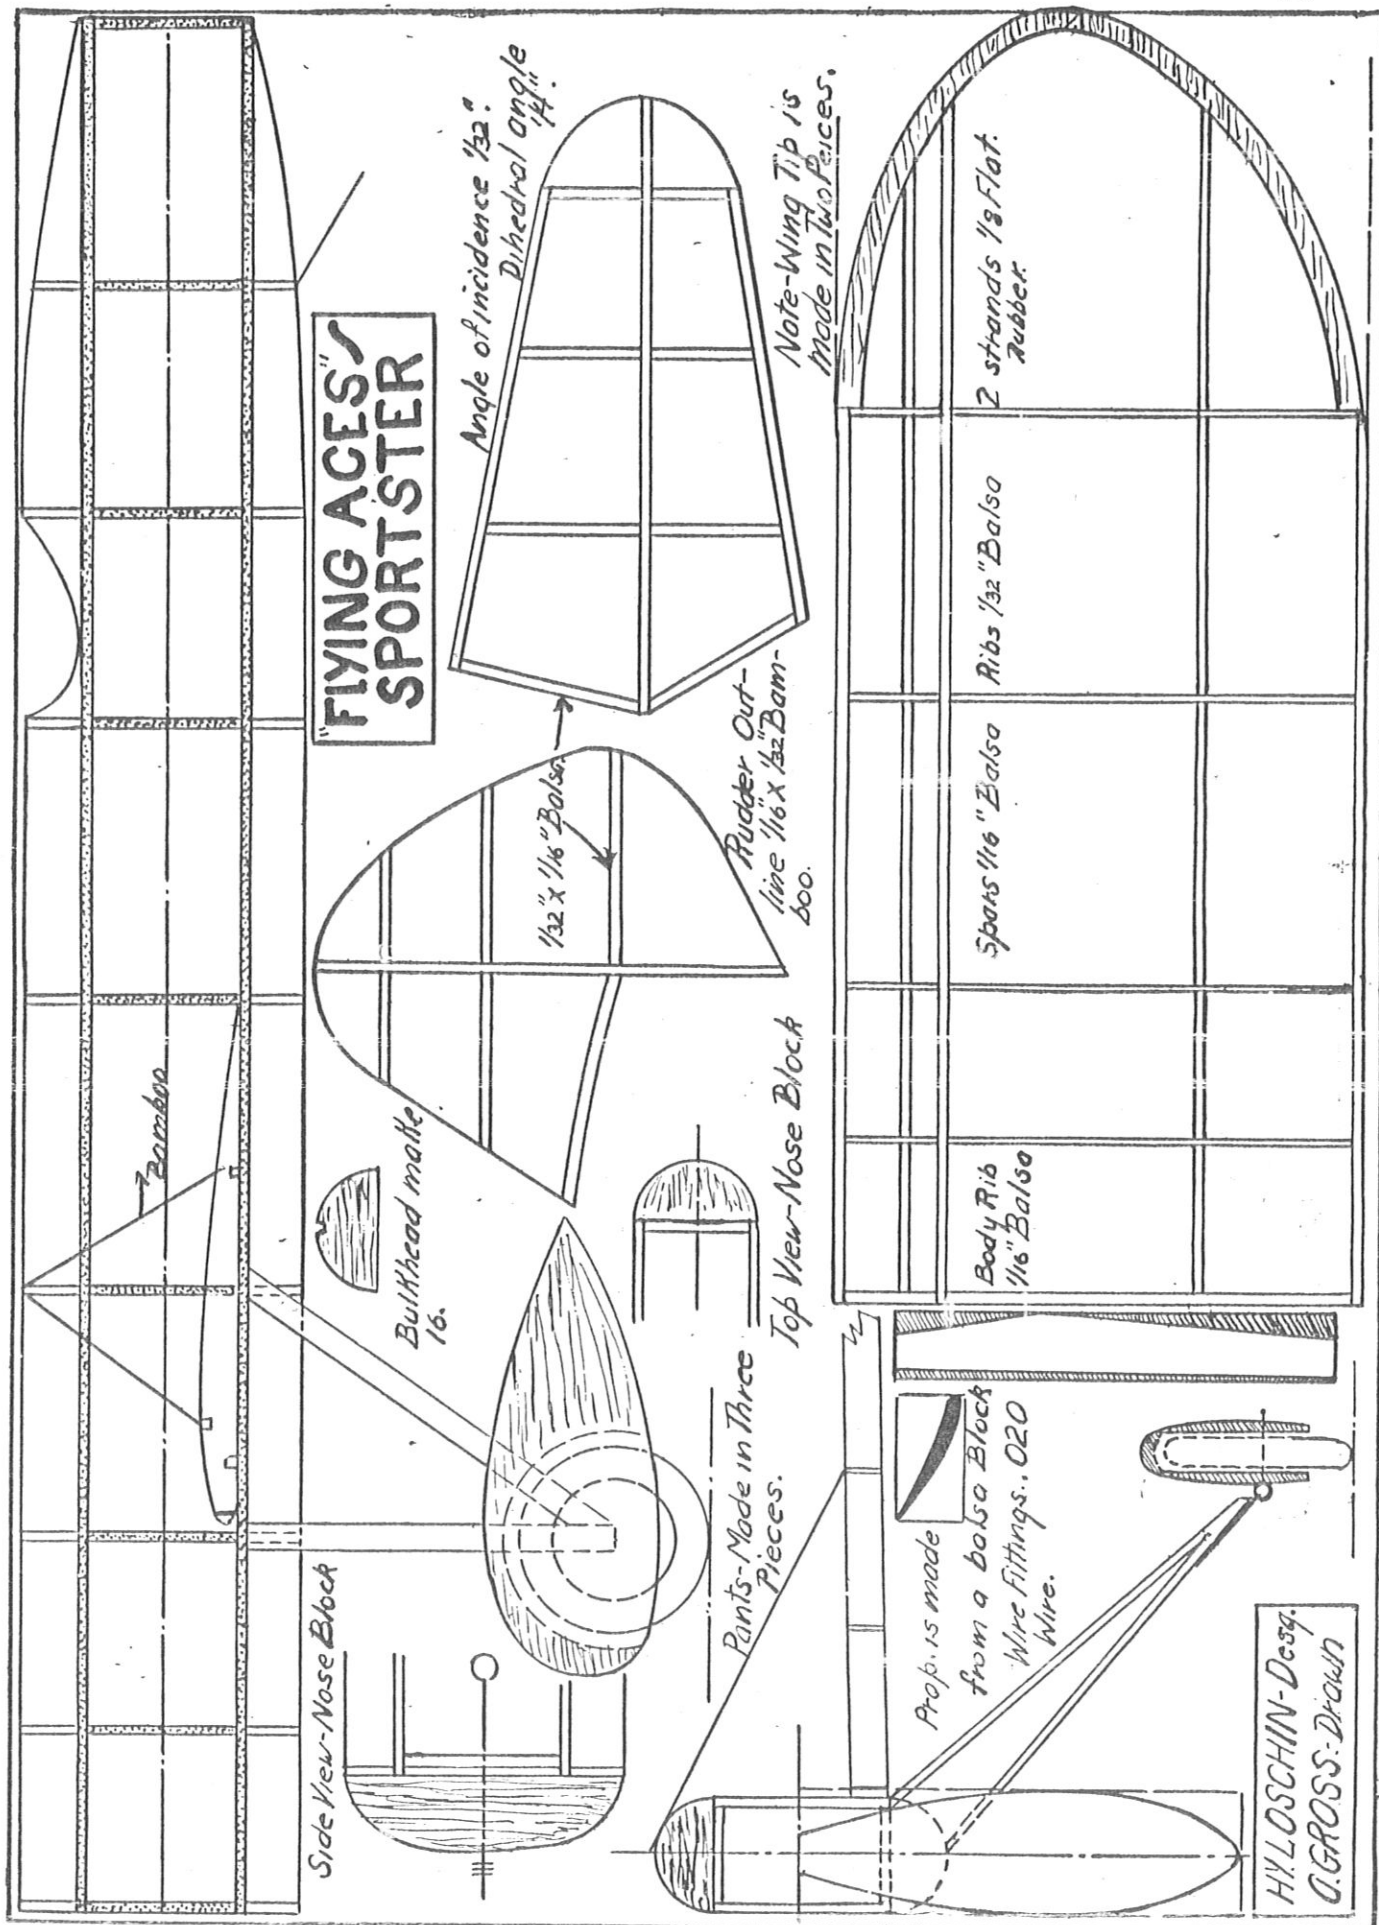 "FLYING ACES"
SPORTSTER
Angle of incidence 1/32".
Dihedral angle
1/4".
Note-Wing Tip is
made in Two Peices.
1/32" X 1/16" Balsa
Rudder Out-
line 1/16" X 1/32" Bam-
boo.
Bamboo
Bulkhead make
16.
Side View-Nose Block
Top View-Nose Block
Pants-Made in Three
Pieces.
2 strands 1/8 Flat.
rubber.
Ribs 1/32" Balsa
Spars 1/16" Balsa
Body Rib
1/16" Balsa
Prop. is made
from a balsa Block
Wire Fittings..020
Wire.
HY. LOSCHIN-Desg.
A. GROSS:-Drawn